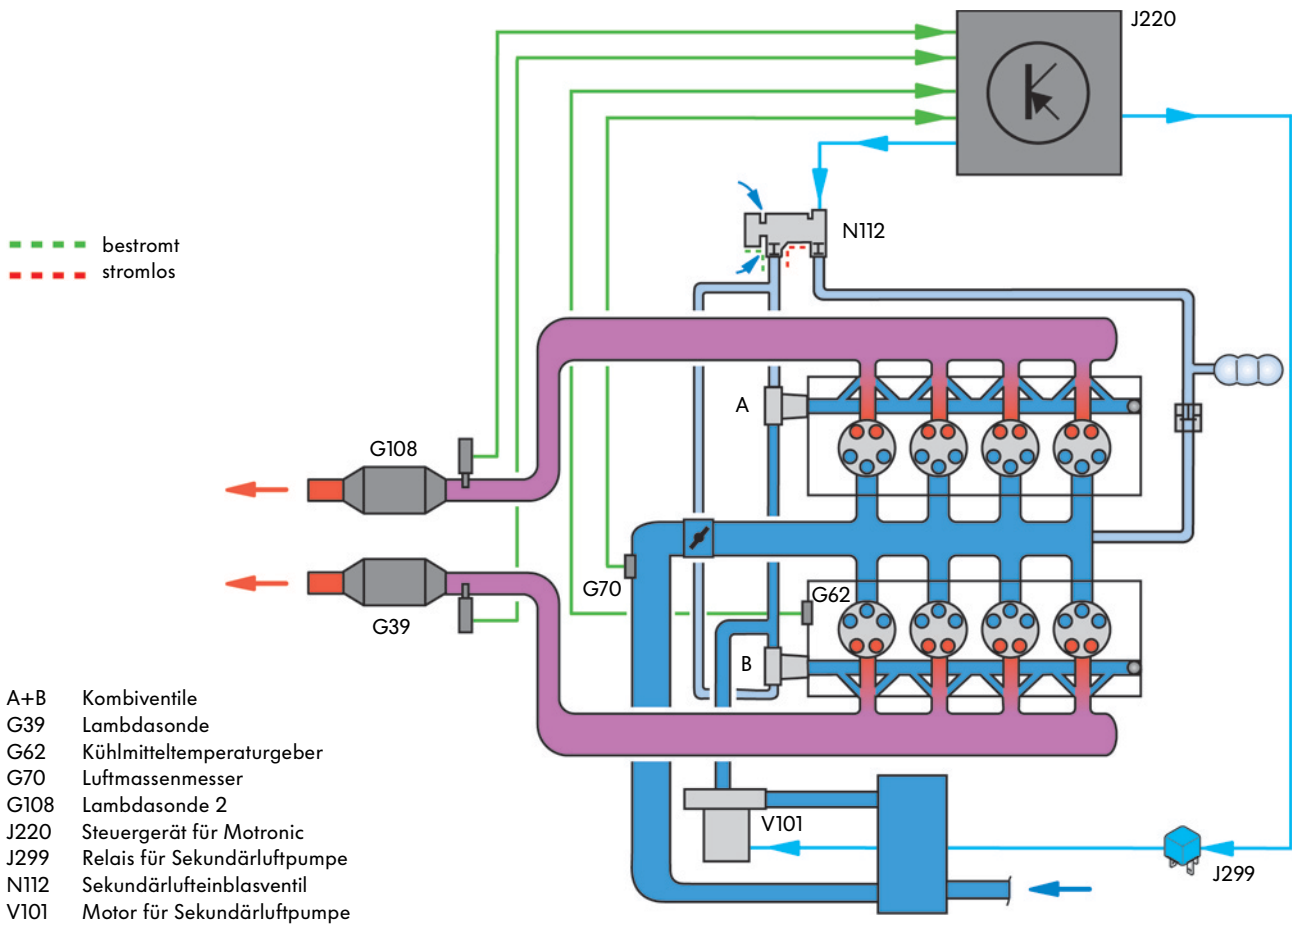 J220
N112
bestromt
stromlos
A
G108
G70
G62
G39
B
V101
J299
A+B Kombiventile
G39 Lambdasonde
G62 Kühlmitteltemperaturgeber
G70 Luftmassenmesser
G108 Lambdasonde 2
J220 Steuergerät für Motronic
J299 Relais für Sekundärluftpumpe
N112 Sekundärlufteinblasventil
V101 Motor für Sekundärluftpumpe